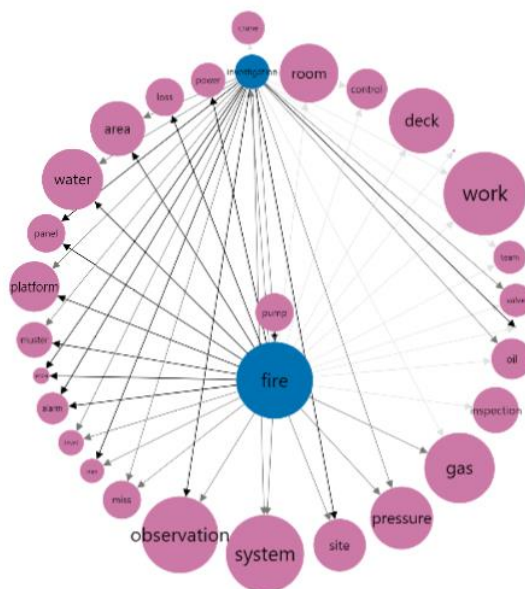 crane
investigation
room
power
control
loss
deck
area
water
work
panel
team
platform
valve
pump
muster
oil
fire
alarm
inspection
level
gas
miss
pressure
observation
system
site